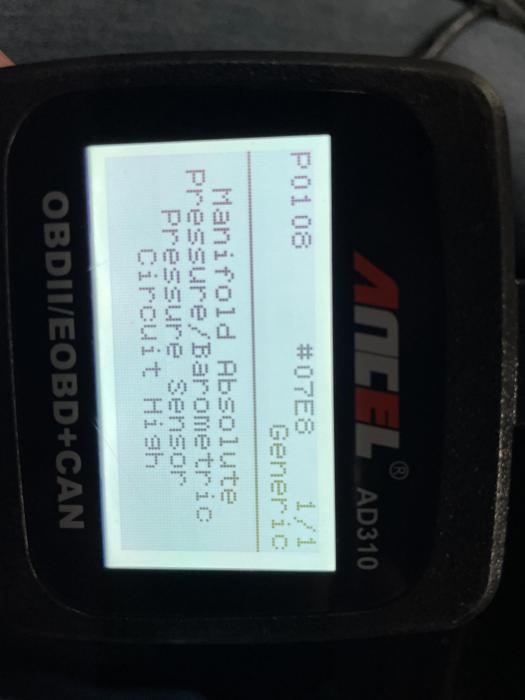 ANCEL® AD310
P0108 #07E8 1/1
Generic
Manifold Absolute
Pressure/Barometric
Pressure Sensor
Circuit High
OBDII/EOBD+CAN